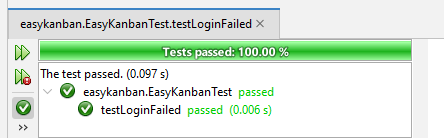 easykanban.EasyKanbanTest.testLoginFailed ×
Tests passed: 100.00 %
The test passed. (0.097 s)
easykanban.EasyKanbanTest passed
testLoginFailed passed (0.006 s)
>>